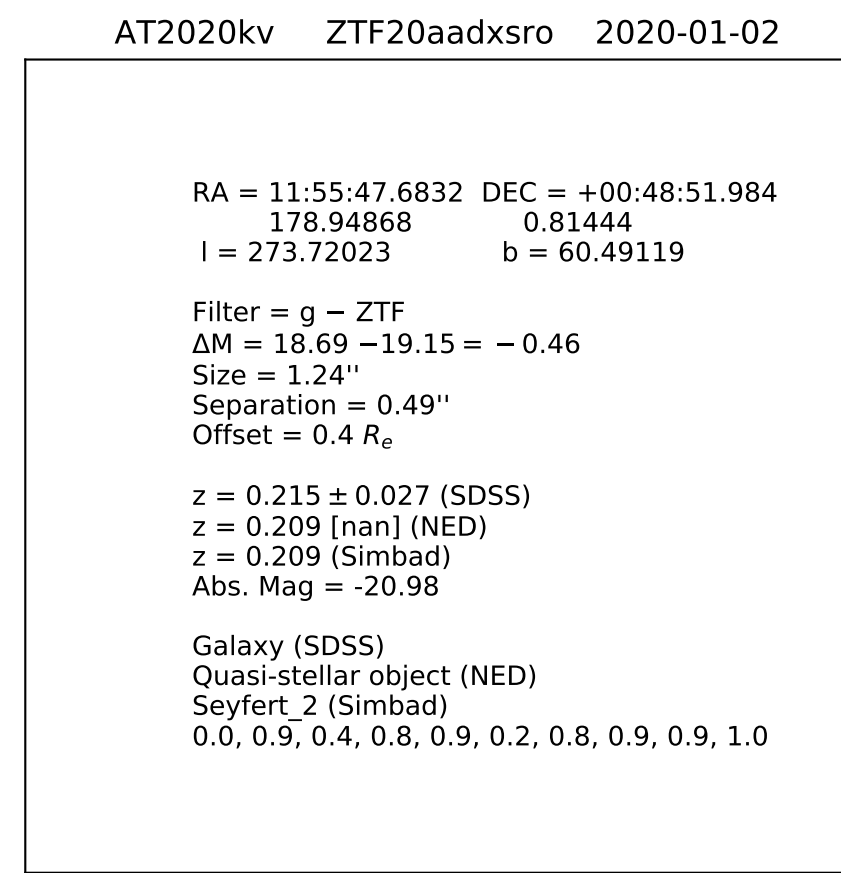 AT2020kv ZTF20aadxsro 2020-01-02
RA = 11:55:47.6832 DEC = +00:48:51.984
178.94868 0.81444
l = 273.72023 b = 60.49119
Filter = g − ZTF
ΔM = 18.69 −19.15 = − 0.46
Size = 1.24''
Separation = 0.49''
Offset = 0.4 Re
z = 0.215 ± 0.027 (SDSS)
z = 0.209 [nan] (NED)
z = 0.209 (Simbad)
Abs. Mag = -20.98
Galaxy (SDSS)
Quasi-stellar object (NED)
Seyfert_2 (Simbad)
0.0, 0.9, 0.4, 0.8, 0.9, 0.2, 0.8, 0.9, 0.9, 1.0